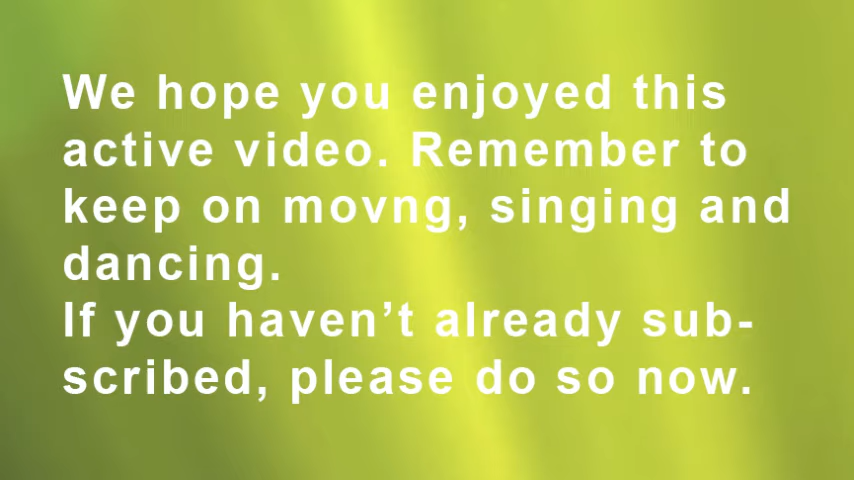 We hope you enjoyed this
active video. Remember to
keep on movng, singing and
dancing.
If you haven’t already sub-
scribed, please do so now.